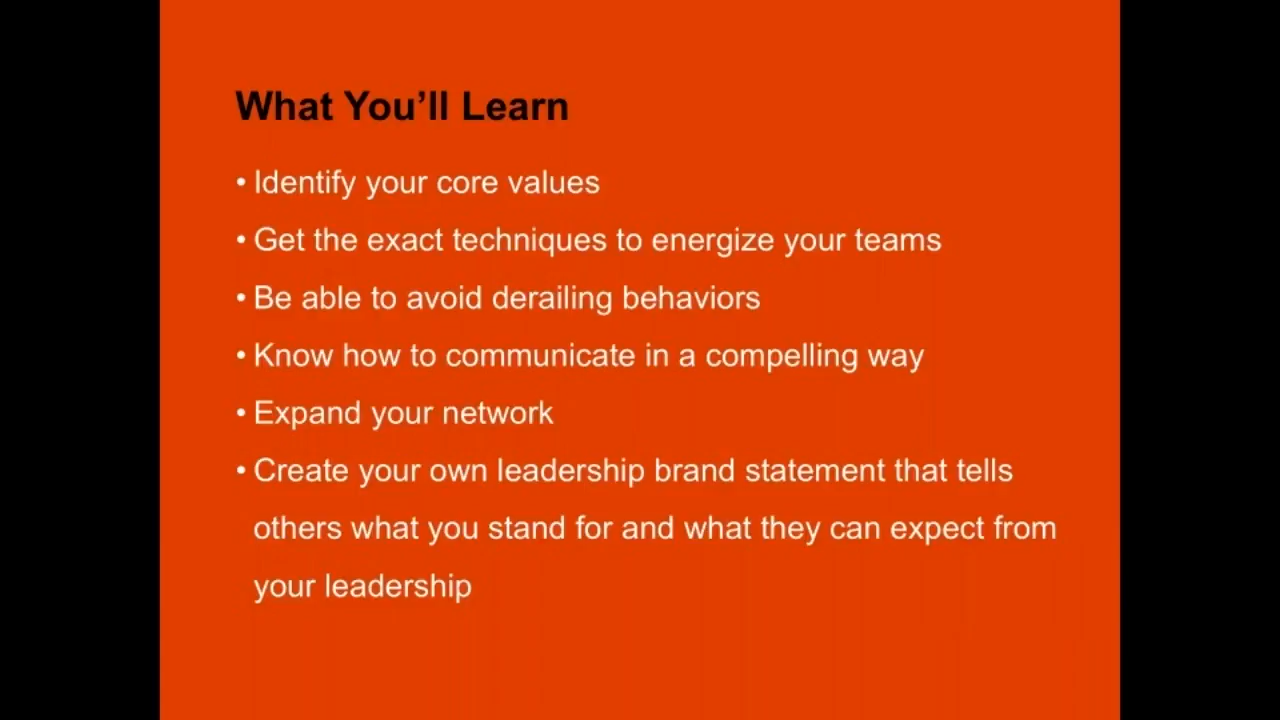 What You’ll Learn
• Identify your core values
• Get the exact techniques to energize your teams
• Be able to avoid derailing behaviors
• Know how to communicate in a compelling way
• Expand your network
• Create your own leadership brand statement that tells
others what you stand for and what they can expect from
your leadership